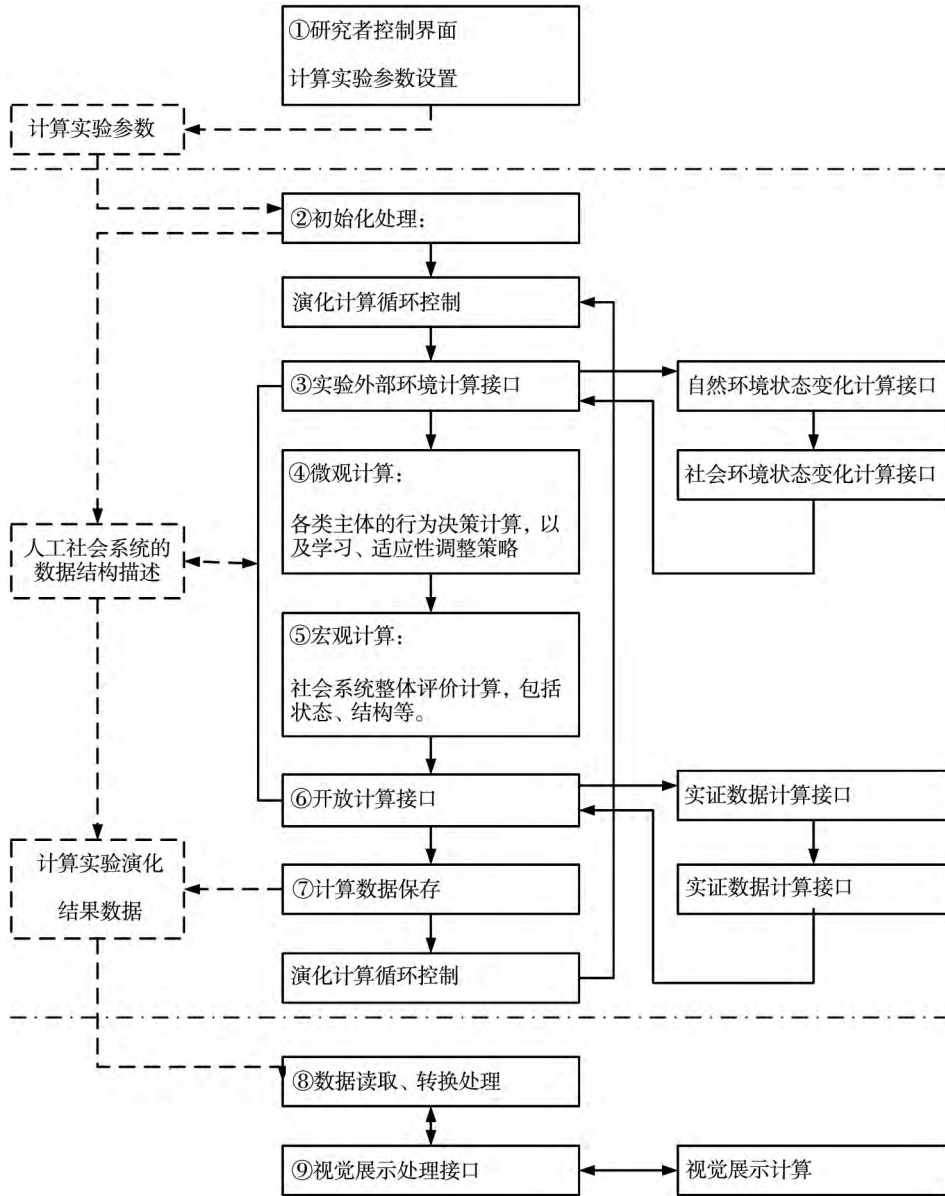 ①研究者控制界面
计算实验参数设置
计算实验参数
②初始化处理：
演化计算循环控制
③实验外部环境计算接口
自然环境状态变化计算接口
④微观计算：
社会环境状态变化计算接口
各类主体的行为决策计算，以
及学习、适应性调整策略
人工社会系统的
数据结构描述
⑤宏观计算：
社会系统整体评价计算，包括
状态、结构等。
⑥开放计算接口
实证数据计算接口
计算实验演化
结果数据
⑦计算数据保存
实证数据计算接口
演化计算循环控制
⑧数据读取、转换处理
⑨视觉展示处理接口
视觉展示计算